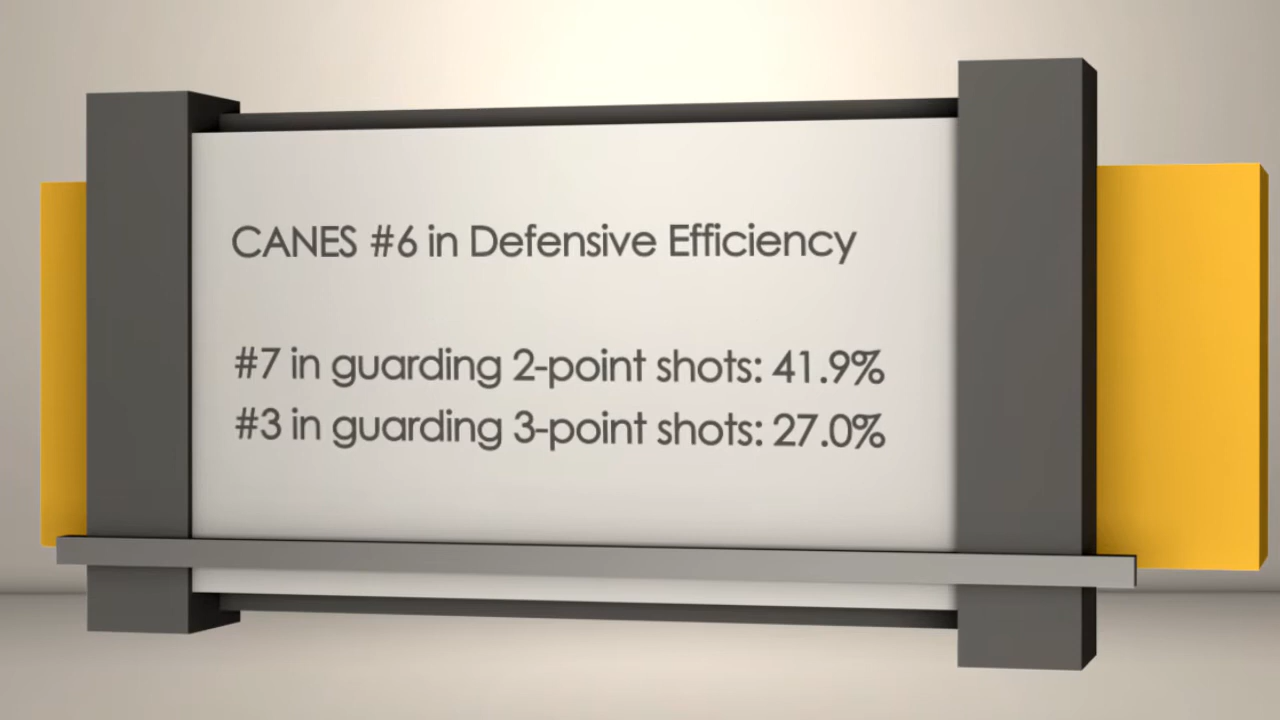 CANES #6 in Defensive Efficiency
#7 in guarding 2-point shots: 41.9%
#3 in guarding 3-point shots: 27.0%